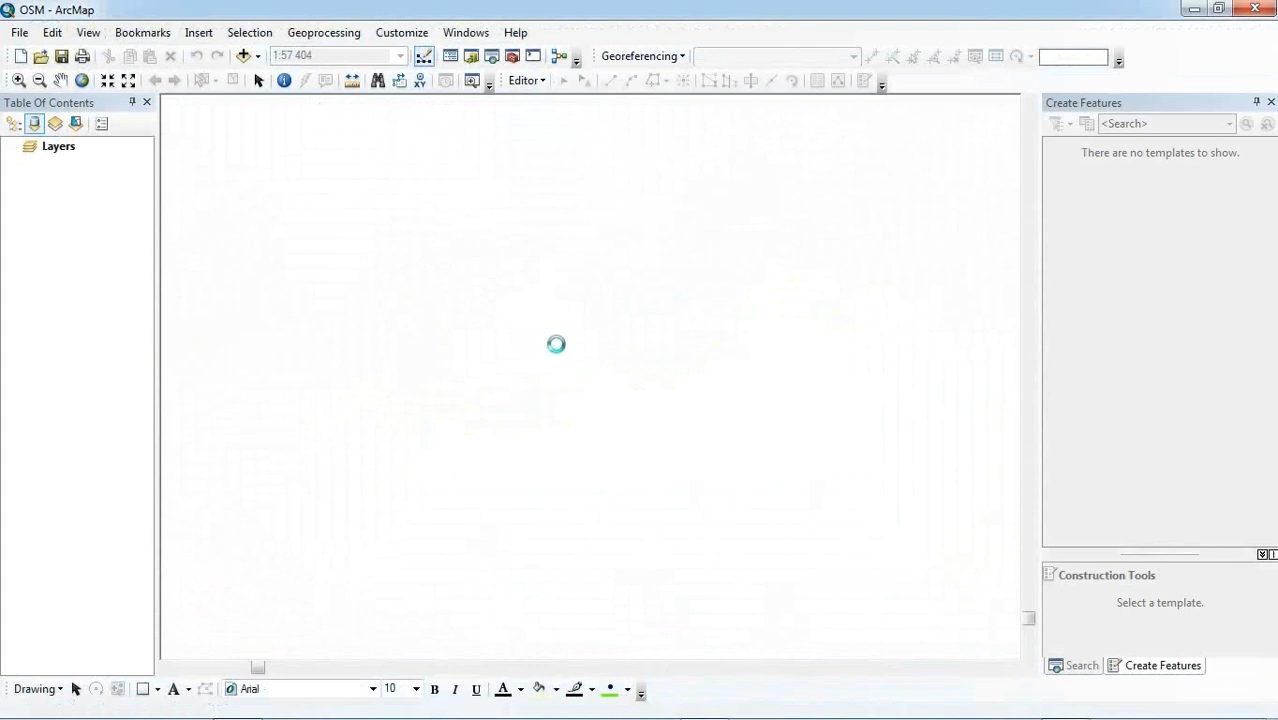 OSM - ArcMap
File Edit View Bookmarks Insert Selection Geoprocessing Customize Windows Help
1:57 404 Georeferencing
Editor
Table Of Contents
Create Features
<Search>
Layers
There are no templates to show.
Construction Tools
Select a template.
Search Create Features
Drawing A Arial 10 B I U A